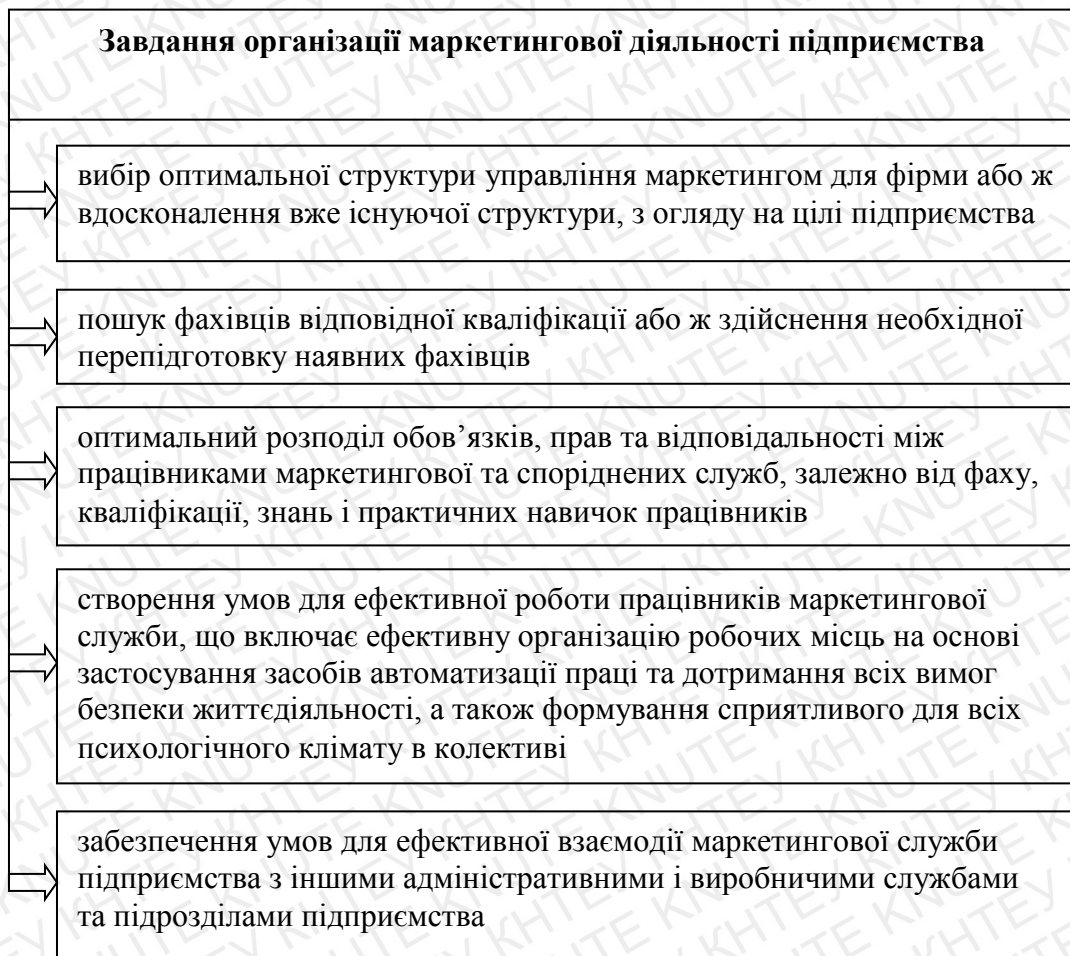 Завдання організації маркетингової діяльності підприємства
вибір оптимальної структури управління маркетингом для фірми або ж
вдосконалення вже існуючої структури, з огляду на цілі підприємства
пошук фахівців відповідної кваліфікації або ж здійснення необхідної
перепідготовку наявних фахівців
оптимальний розподіл обов’язків, прав та відповідальності між
працівниками маркетингової та споріднених служб, залежно від фаху,
кваліфікації, знань і практичних навичок працівників
створення умов для ефективної роботи працівників маркетингової
служби, що включає ефективну організацію робочих місць на основі
застосування засобів автоматизації праці та дотримання всіх вимог
безпеки життєдіяльності, а також формування сприятливого для всіх
психологічного клімату в колективі
забезпечення умов для ефективної взаємодії маркетингової служби
підприємства з іншими адміністративними і виробничими службами
та підрозділами підприємства